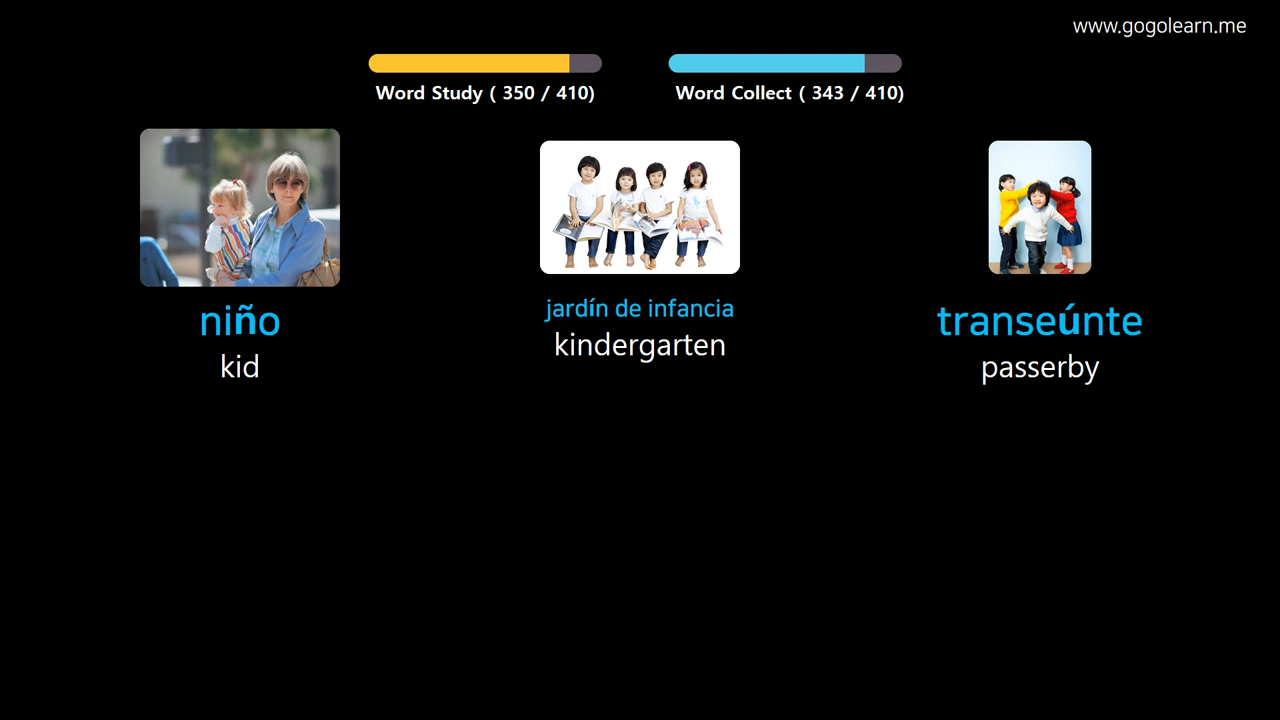 www.gogolearn.me
Word Study ( 350 / 410)
Word Collect ( 343 / 410)
niño
kid
jardín de infancia
kindergarten
transeúnte
passerby